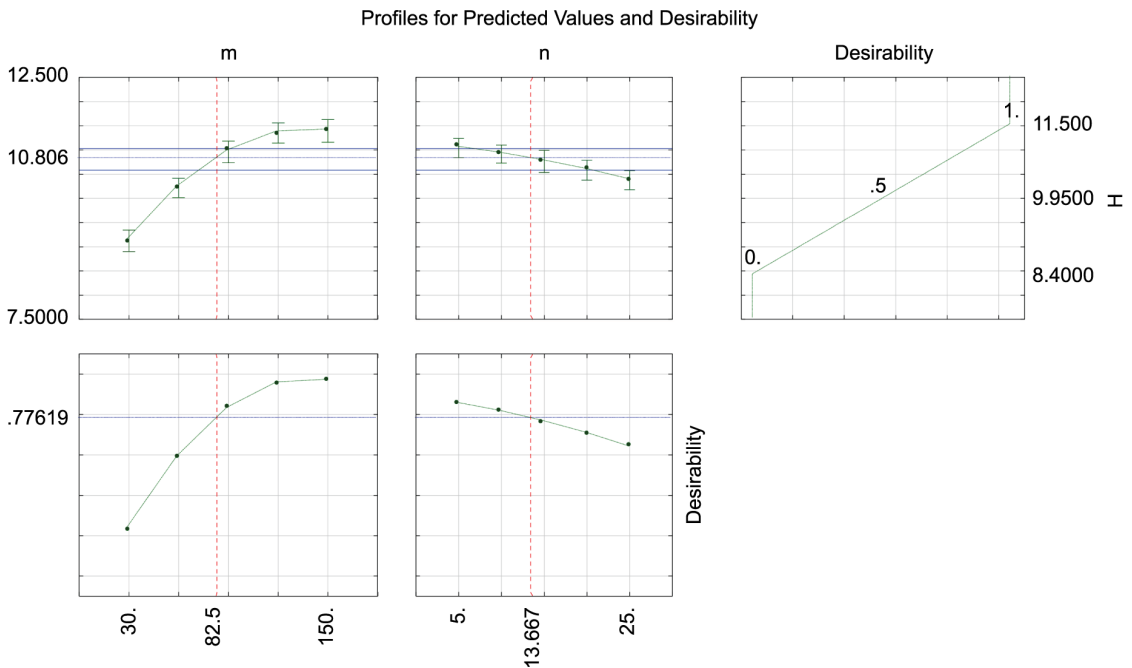 Profiles for Predicted Values and Desirability
m
n
Desirability
12.500
10.806
7.5000
1.
.5
0.
11.500
9.9500
8.4000
H
.77619
Desirability
30.
82.5
150.
5.
13.667
25.